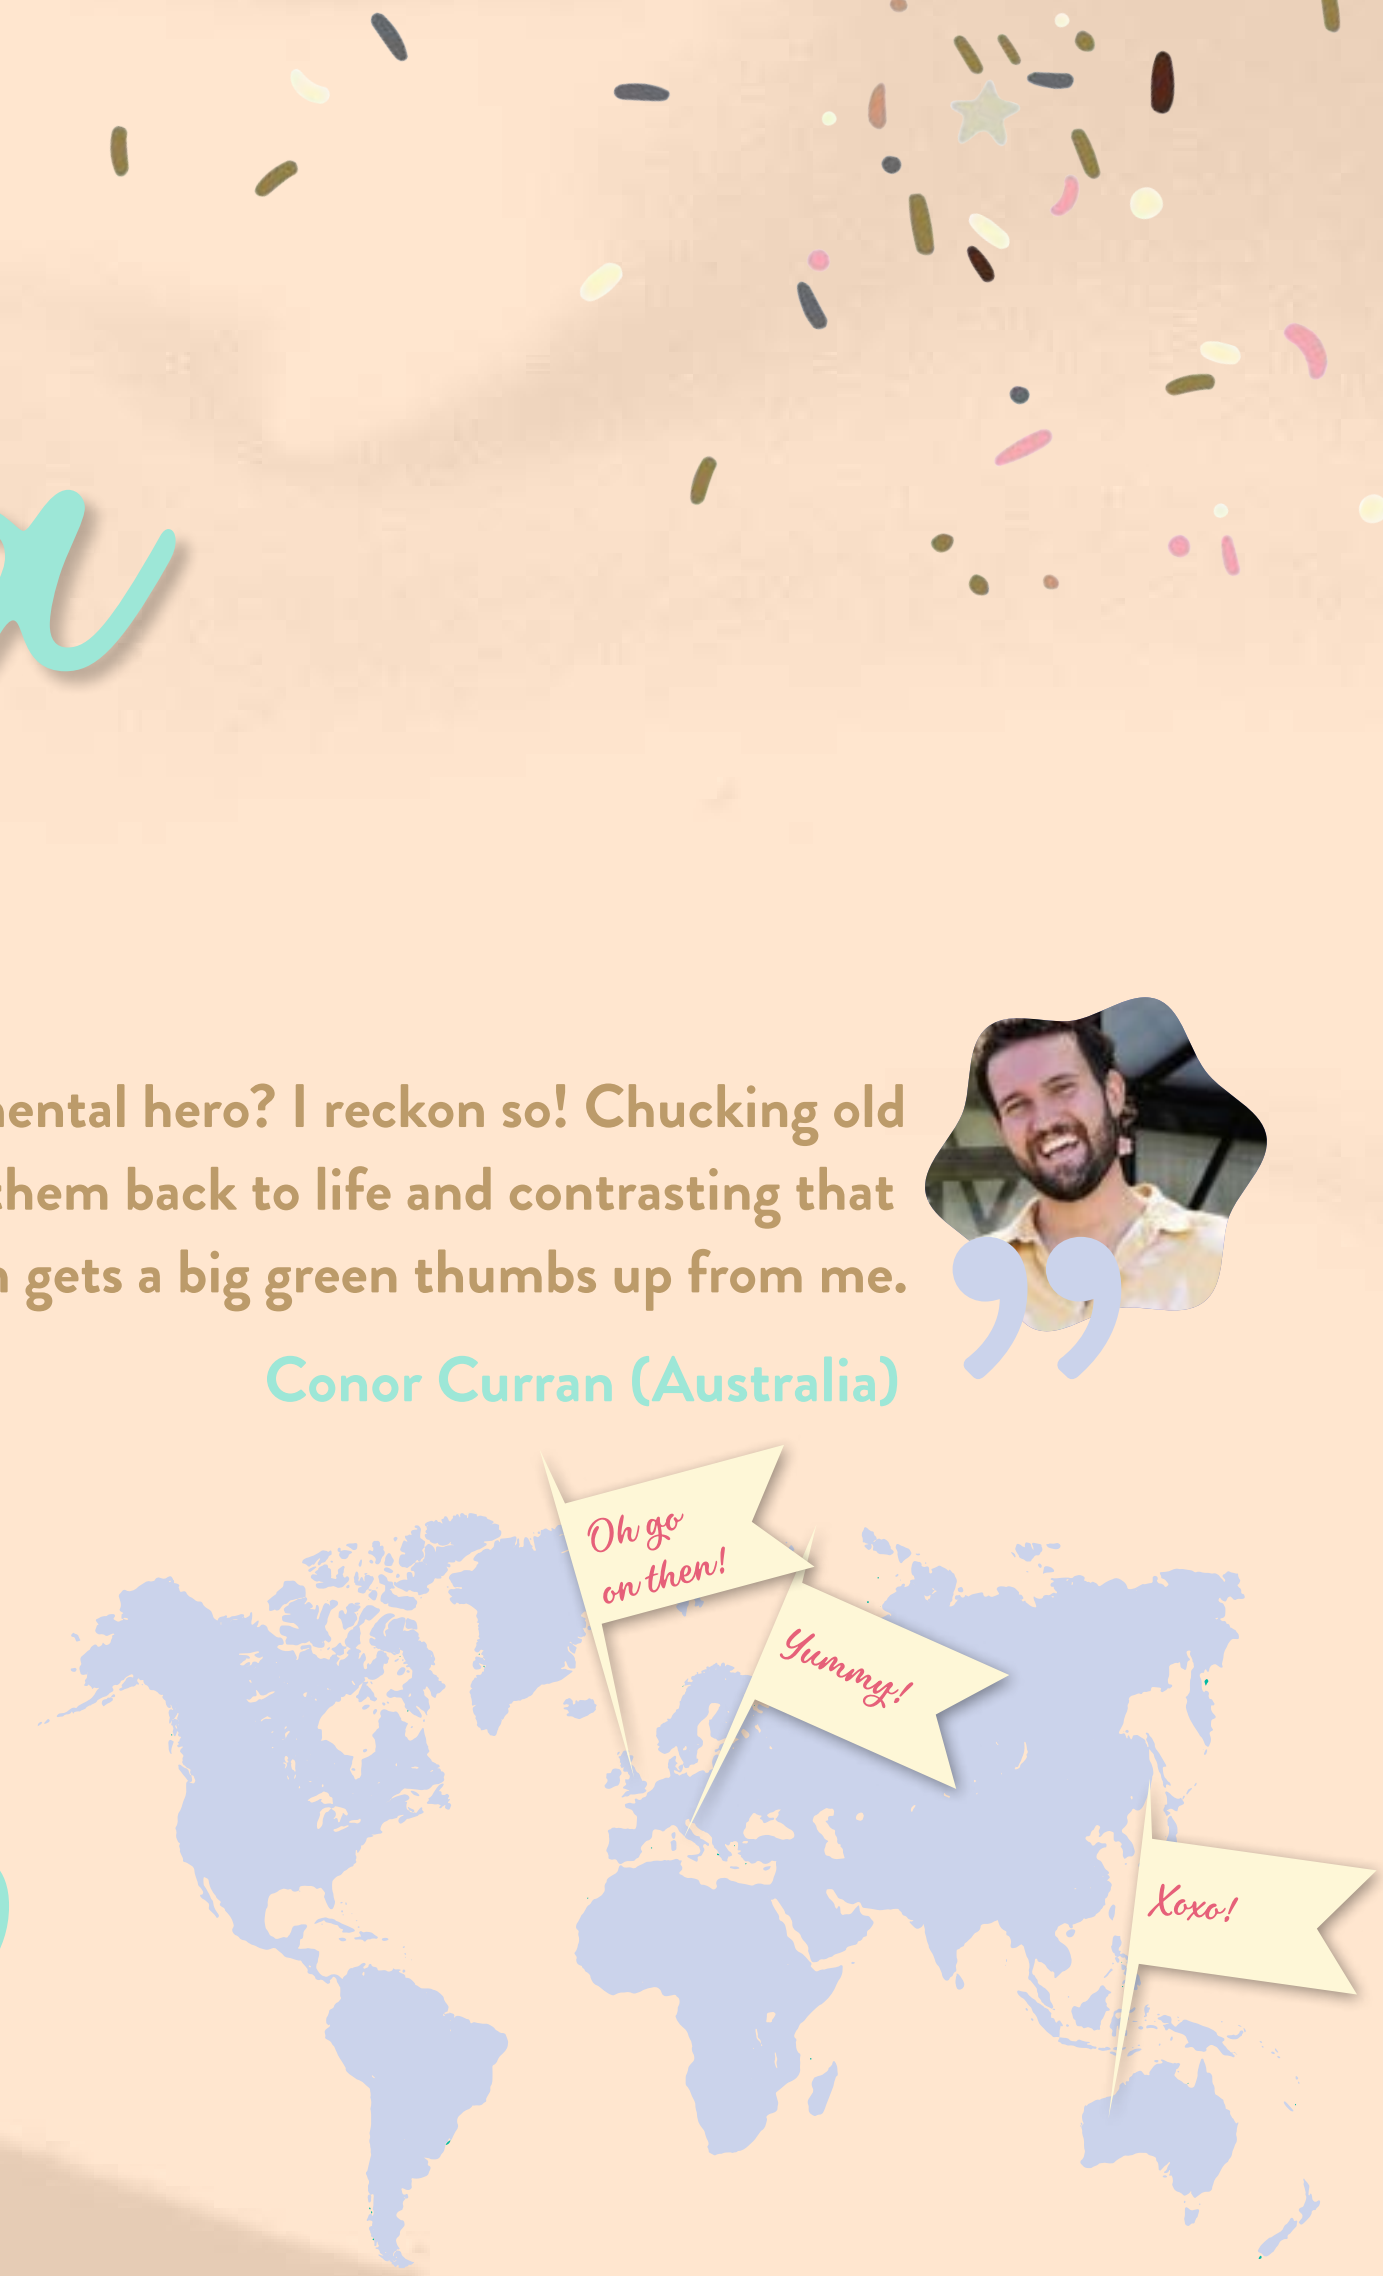 a
ental hero? I reckon so! Chucking old
them back to life and contrasting that
gets a big green thumbs up from me.
Conor Curran (Australia)
”
Oh go
on then!
Yummy!
Xoxo!